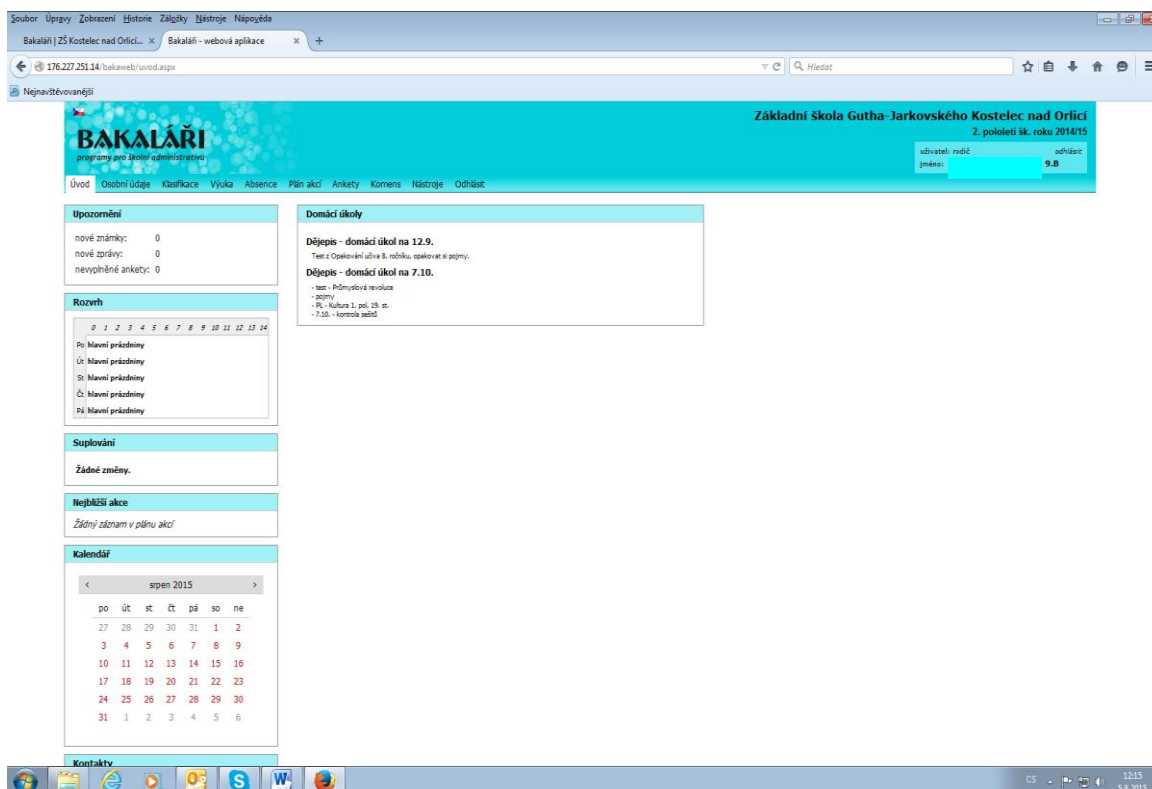 Soubor Úpravy Zobrazení Historie Záložky Nástroje Nápověda
Bakaláři | ZŠ Kostelec nad Orlicí... × Bakaláři - webová aplikace × +
176.227.251.14/bakaweb/uvod.aspx Hledat
Nejnavštěvovanější
Základní škola Gutha-Jarkovského Kostelec nad Orlicí
2. pololetí šk. roku 2014/15
BAKALÁŘI
programy pro školní administrativu
uživatel: rodič odhlásit
jméno: 9.B
Úvod Osobní údaje Klasifikace Výuka Absence Plán akcí Ankety Komens Nástroje Odhlásit
Upozornění
nové známky: 0
nové zprávy: 0
nevyplněné ankety: 0
Rozvrh
0 1 2 3 4 5 6 7 8 9 10 11 12 13 14
Po hlavní prázdniny
Út hlavní prázdniny
St hlavní prázdniny
Čt hlavní prázdniny
Pá hlavní prázdniny
Suplování
Žádné změny.
Nejbližší akce
Žádný záznam v plánu akcí
Kalendář
< srpen 2015 >
po út st čt pá so ne
27 28 29 30 31 1 2
3 4 5 6 7 8 9
10 11 12 13 14 15 16
17 18 19 20 21 22 23
24 25 26 27 28 29 30
31 1 2 3 4 5 6
Kontakty
Domácí úkoly
Dějepis - domácí úkol na 12.9.
Test z Opakování učiva 8. ročníku, opakovat si pojmy.
Dějepis - domácí úkol na 7.10.
- test - Průmyslová revoluce
- pojmy
- PL - Kultura 1. pol. 19. st.
- 7.10. - kontrola sešitů
CS 12:15
5.8.2015